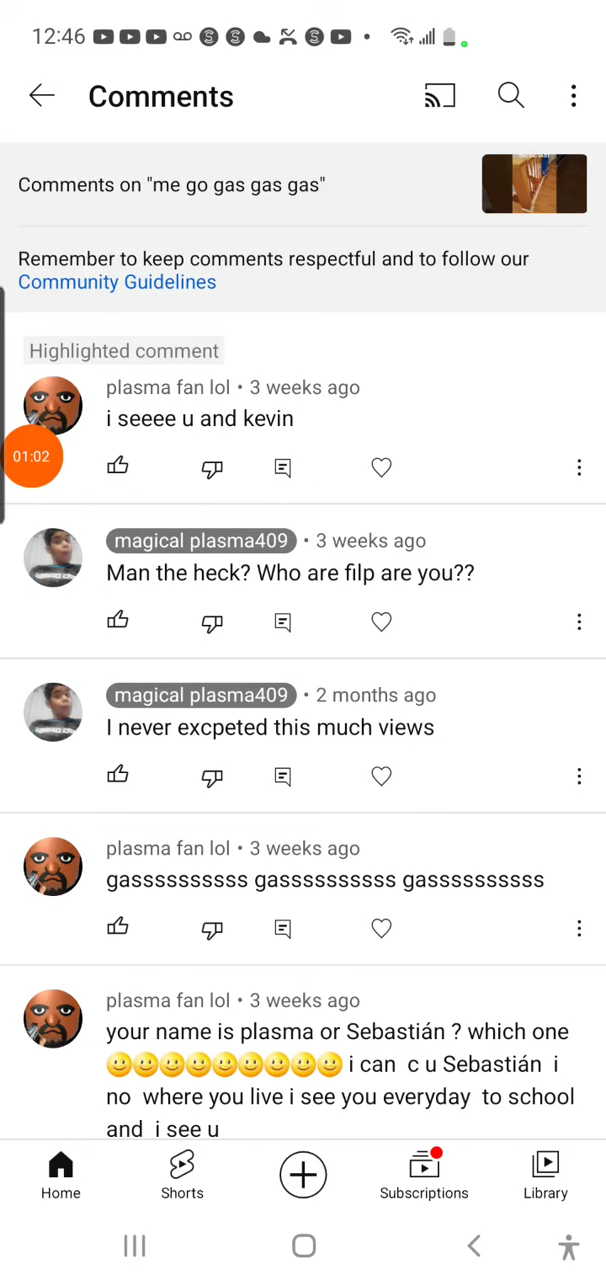 12:46
Comments
Comments on "me go gas gas gas"
Remember to keep comments respectful and to follow our
Community Guidelines
Highlighted comment
plasma fan lol • 3 weeks ago
i seeee u and kevin
01:02
magical plasma409 • 3 weeks ago
Man the heck? Who are filp are you??
magical plasma409 • 2 months ago
I never excpeted this much views
plasma fan lol • 3 weeks ago
gasssssssssss gasssssssssss gasssssssssss
plasma fan lol • 3 weeks ago
your name is plasma or Sebastián ? which one
🌝🌝🌝🌝🌝🌝🌝🌝🌝 i can c u Sebastián i
no where you live i see you everyday to school
and i see u
Home Shorts Subscriptions Library